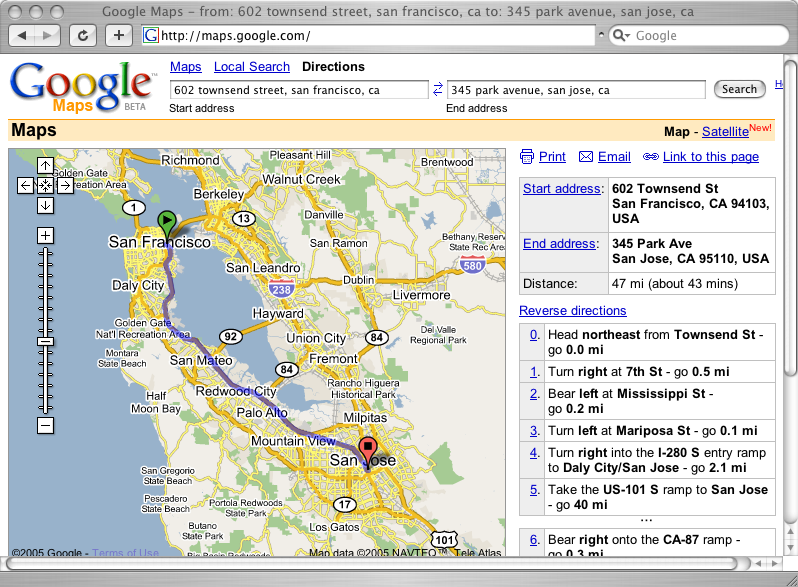 Google Maps - from: 602 townsend street, san francisco, ca to: 345 park avenue, san jose, ca
http://maps.google.com/
Google
Google
Maps BETA
Maps Local Search Directions
602 townsend street, san francisco, ca
345 park avenue, san jose, ca
Search
Start address
End address
Maps
Map - Satellite New!
Print Email Link to this page
Start address: 602 Townsend St
San Francisco, CA 94103,
USA
End address: 345 Park Ave
San Jose, CA 95110, USA
Distance: 47 mi (about 43 mins)
Reverse directions
0. Head northeast from Townsend St -
go 0.0 mi
1. Turn right at 7th St - go 0.5 mi
2. Bear left at Mississippi St -
go 0.2 mi
3. Turn left at Mariposa St - go 0.1 mi
4. Turn right into the I-280 S entry ramp
to Daly City/San Jose - go 2.1 mi
5. Take the US-101 S ramp to San Jose
- go 40 mi
...
6. Bear right onto the CA-87 ramp -
go 0.3 mi
Richmond
Pleasant Hill
Brentwood
Golden Gate
Recreation Area
Walnut Creek
Berkeley
1
13
Danville
San Francisco
San Ramon
Bethany Reserv
State Rec Area
580
San Leandro
Daly City
238
Dublin
Livermore
Hayward
Golden Gate
Nat'l Recreation Area
92
Union City
84
Del Valle
Regional Park
Montara
State Beach
San Mateo
Fremont
84
Half
Moon Bay
Redwood City
Rancho Higuera
Historical Park
Palo Alto
Milpitas
Mountain View
San Jose
San Gregorio
State Beach
Pescadero
State Beach
Portola Redwoods
State Park
17
Butano
State Park
Los Gatos
101
Big Basin Redwoods
©2005 Google - Terms of Use
Map data ©2005 NAVTEQ™, Tele Atlas